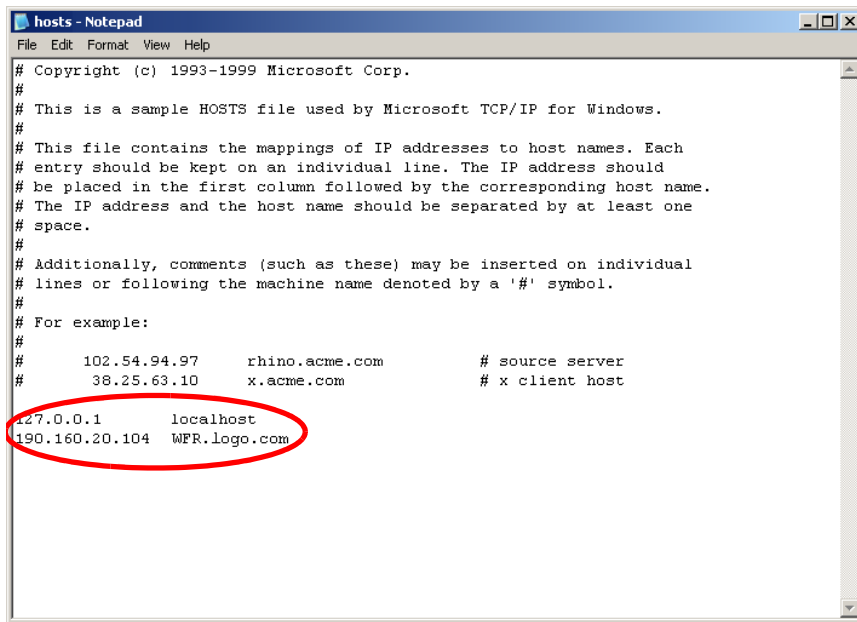 hosts - Notepad
File Edit Format View Help
# Copyright (c) 1993-1999 Microsoft Corp.
#
# This is a sample HOSTS file used by Microsoft TCP/IP for Windows.
#
# This file contains the mappings of IP addresses to host names. Each
# entry should be kept on an individual line. The IP address should
# be placed in the first column followed by the corresponding host name.
# The IP address and the host name should be separated by at least one
# space.
#
# Additionally, comments (such as these) may be inserted on individual
# lines or following the machine name denoted by a '#' symbol.
#
# For example:
#
#      102.54.94.97     rhino.acme.com          # source server
#       38.25.63.10     x.acme.com              # x client host

127.0.0.1       localhost
190.160.20.104  WFR.logo.com